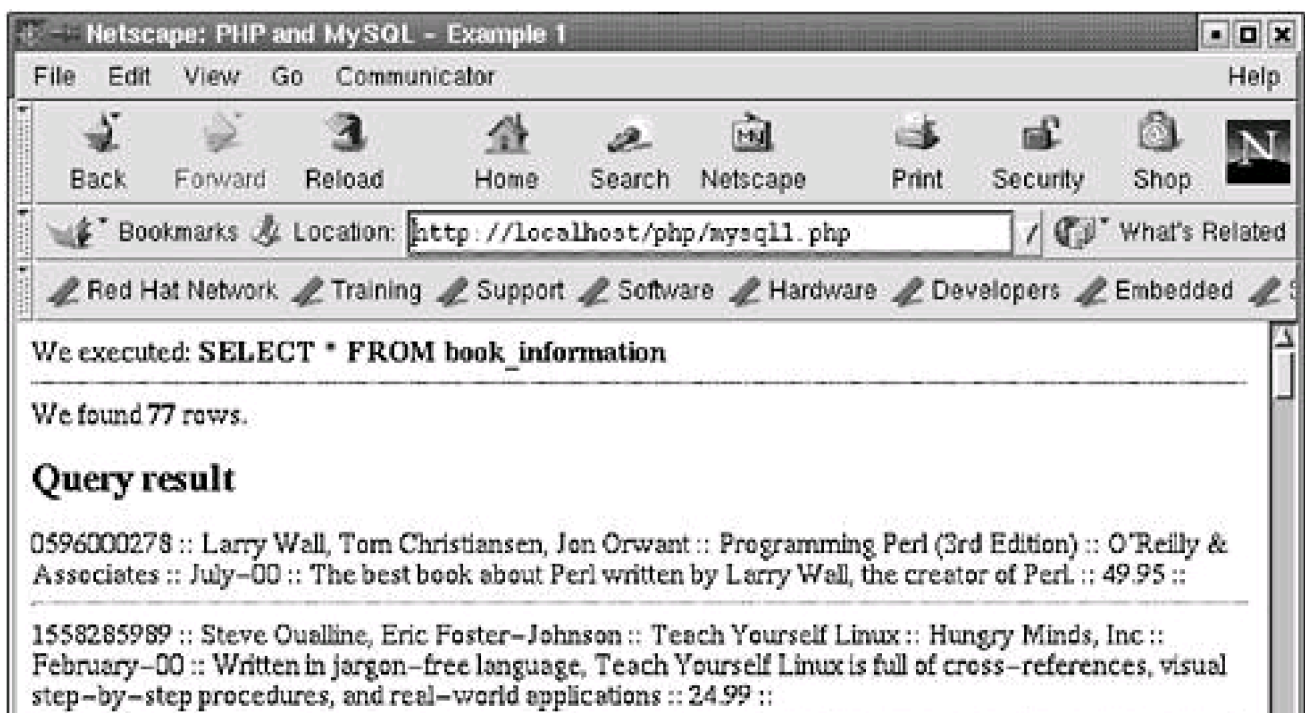 Netscape: PHP and MySQL - Example 1
File Edit View Go Communicator Help
Back Forward Reload Home Search Netscape Print Security Shop
Bookmarks Location: http://localhost/php/mysql1.php What's Related
Red Hat Network Training Support Software Hardware Developers Embedded
We executed: SELECT * FROM book_information
We found 77 rows.
Query result
0596000278 :: Larry Wall, Tom Christiansen, Jon Orwant :: Programming Perl (3rd Edition) :: O'Reilly &
Associates :: July-00 :: The best book about Perl written by Larry Wall, the creator of Perl. :: 49.95 ::
1558285989 :: Steve Oualline, Eric Foster-Johnson :: Teach Yourself Linux :: Hungry Minds, Inc ::
February-00 :: Written in jargon-free language, Teach Yourself Linux is full of cross-references, visual
step-by-step procedures, and real-world applications :: 24.99 ::